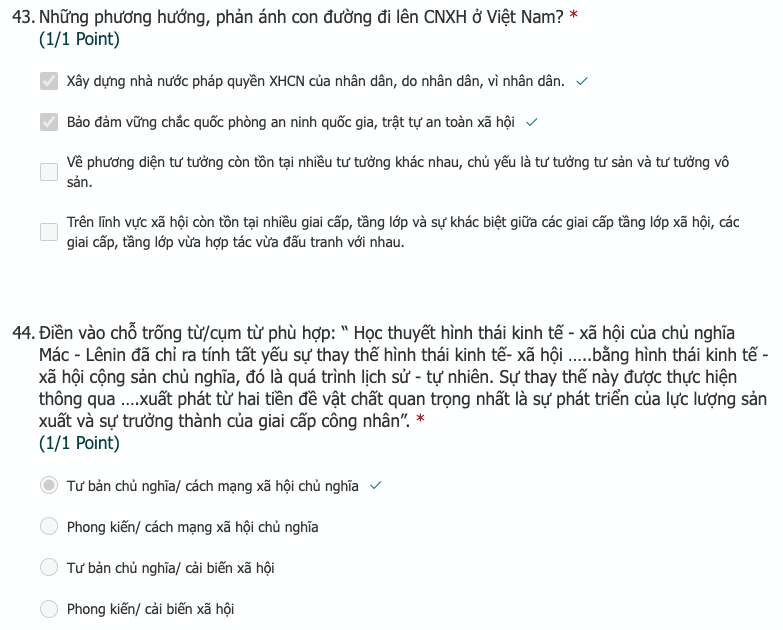 43. Những phương hướng, phản ánh con đường đi lên CNXH ở Việt Nam? *
(1/1 Point)
Xây dựng nhà nước pháp quyền XHCN của nhân dân, do nhân dân, vì nhân dân.
Bảo đảm vững chắc quốc phòng an ninh quốc gia, trật tự an toàn xã hội
Về phương diện tư tưởng còn tồn tại nhiều tư tưởng khác nhau, chủ yếu là tư tưởng tư sản và tư tưởng vô
sản.
Trên lĩnh vực xã hội còn tồn tại nhiều giai cấp, tầng lớp và sự khác biệt giữa các giai cấp tầng lớp xã hội, các
giai cấp, tầng lớp vừa hợp tác vừa đấu tranh với nhau.
44. Điền vào chỗ trống từ/cụm từ phù hợp: “ Học thuyết hình thái kinh tế - xã hội của chủ nghĩa
Mác - Lênin đã chỉ ra tính tất yếu sự thay thế hình thái kinh tế- xã hội .....bằng hình thái kinh tế -
xã hội cộng sản chủ nghĩa, đó là quá trình lịch sử - tự nhiên. Sự thay thế này được thực hiện
thông qua ....xuất phát từ hai tiền đề vật chất quan trọng nhất là sự phát triển của lực lượng sản
xuất và sự trưởng thành của giai cấp công nhân”. *
(1/1 Point)
Tư bản chủ nghĩa/ cách mạng xã hội chủ nghĩa
Phong kiến/ cách mạng xã hội chủ nghĩa
Tư bản chủ nghĩa/ cải biến xã hội
Phong kiến/ cải biến xã hội